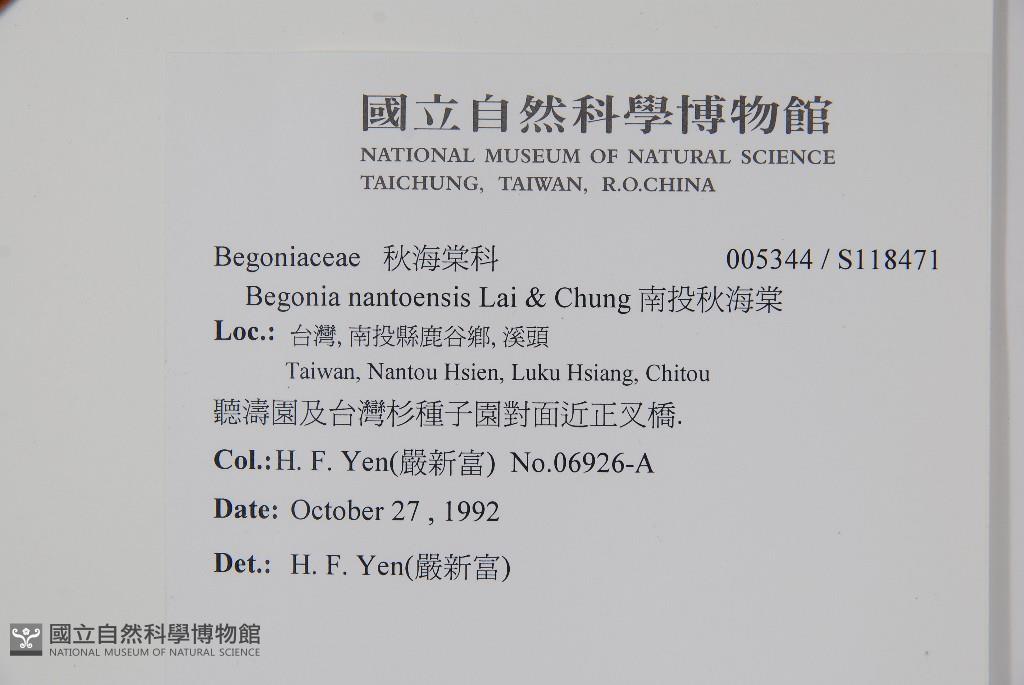 國立自然科學博物館
NATIONAL MUSEUM OF NATURAL SCIENCE
TAICHUNG, TAIWAN, R.O.CHINA
Begoniaceae 秋海棠科 005344 / S118471
Begonia nantoensis Lai & Chung 南投秋海棠
Loc.: 台灣, 南投縣鹿谷鄉, 溪頭
Taiwan, Nantou Hsien, Luku Hsiang, Chitou
聽濤園及台灣杉種子園對面近正叉橋.
Col.: H. F. Yen(嚴新富) No.06926-A
Date: October 27 , 1992
Det.: H. F. Yen(嚴新富)
國立自然科學博物館
NATIONAL MUSEUM OF NATURAL SCIENCE